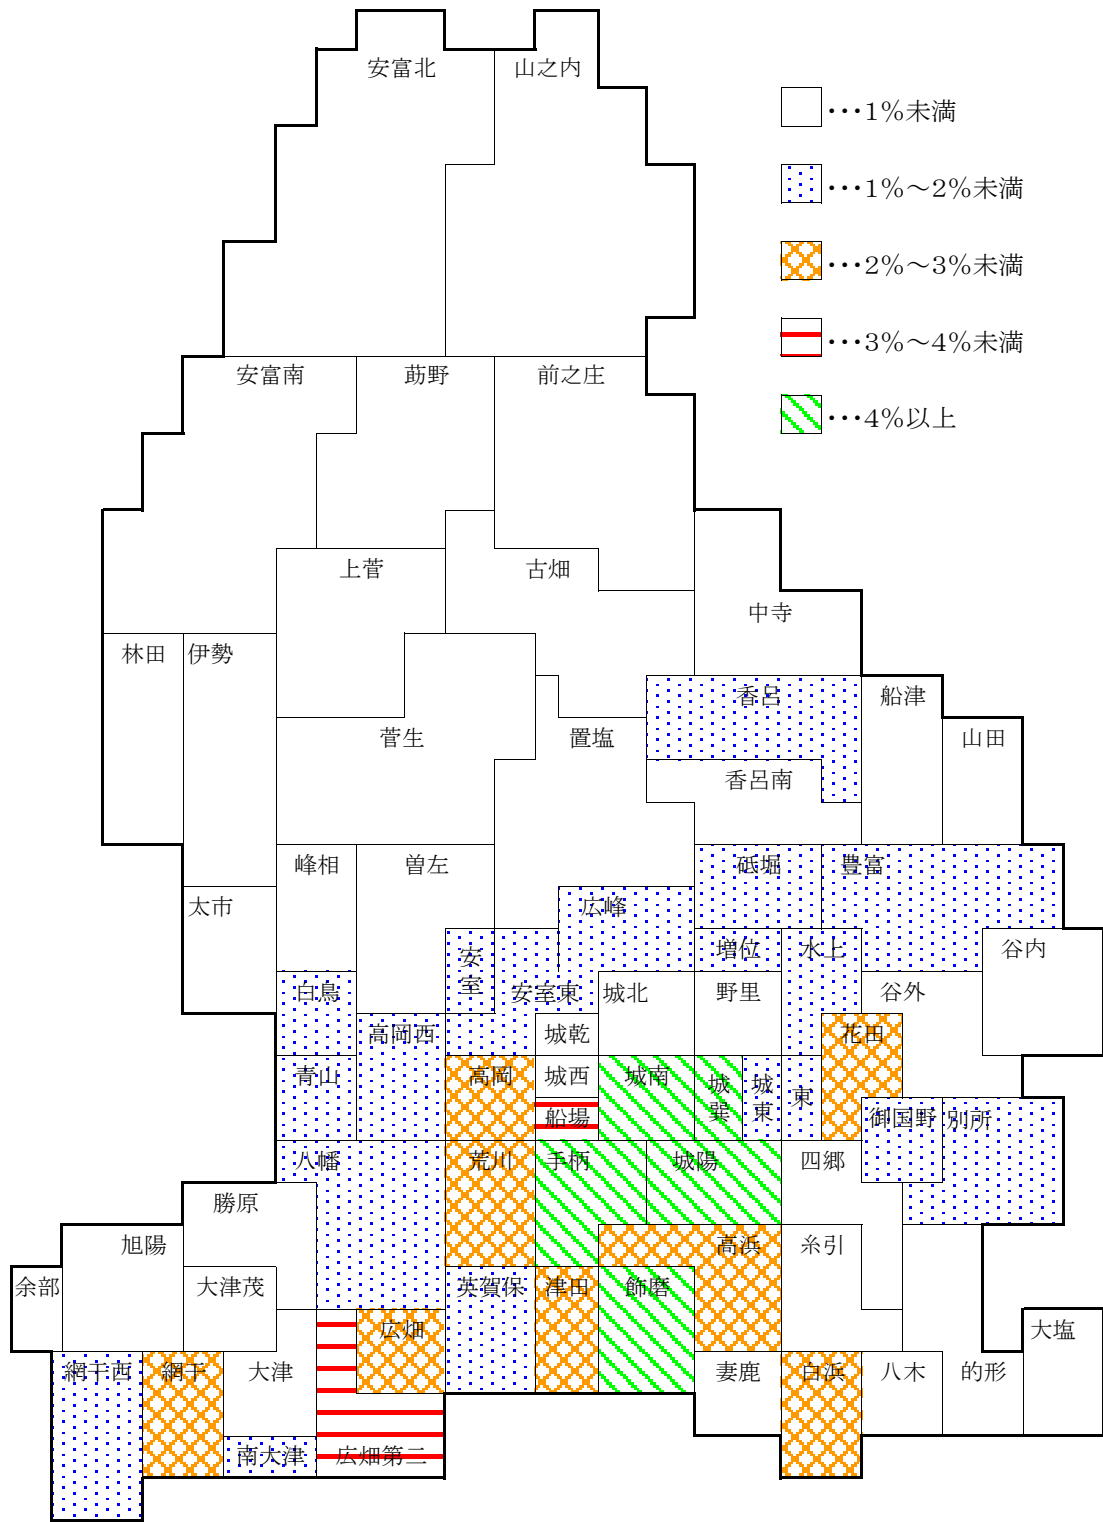 安富北
山之内
･･･1%未満
･･･1%～2%未満
･･･2%～3%未満
･･･3%～4%未満
･･･4%以上
安富南
莇野
前之庄
上菅
古畑
中寺
林田
伊勢
香呂
船津
菅生
置塩
山田
香呂南
峰相
曽左
砥堀
豊富
太市
広峰
安室
増位
水上
谷内
白鳥
安室東
城北
野里
谷外
高岡西
城乾
花田
青山
高岡
城西
城南
城巽
城東
東
船場
御国野
別所
八幡
荒川
手柄
城陽
四郷
勝原
旭陽
高浜
糸引
余部
大津茂
英賀保
津田
飾磨
広畑
大塩
網干西
網干
大津
妻鹿
白浜
八木
的形
南大津
広畑第二